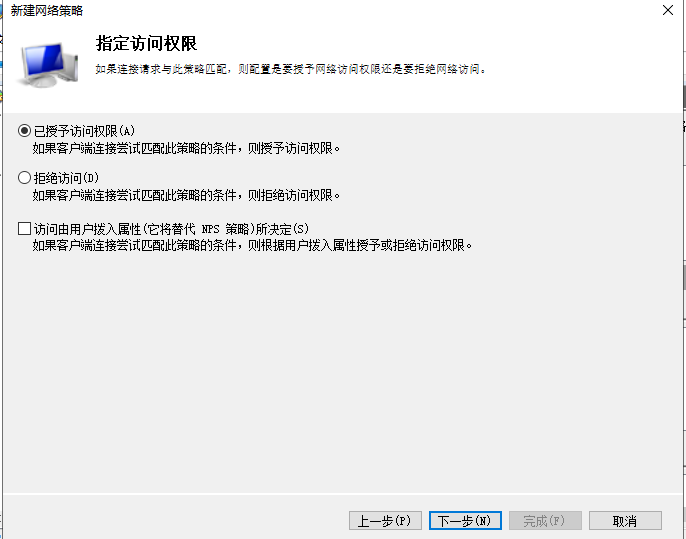 新建网络策略
指定访问权限
如果连接请求与此策略匹配，则配置是要授予网络访问权限还是要拒绝网络访问。
已授予访问权限(A)
如果客户端连接尝试匹配此策略的条件，则授予访问权限。
拒绝访问(D)
如果客户端连接尝试匹配此策略的条件，则拒绝访问权限。
访问由用户拨入属性(它将替代 NPS 策略)所决定(S)
如果客户端连接尝试匹配此策略的条件，则根据用户拨入属性授予或拒绝访问权限。
上一步(P) 下一步(N) 完成(F) 取消